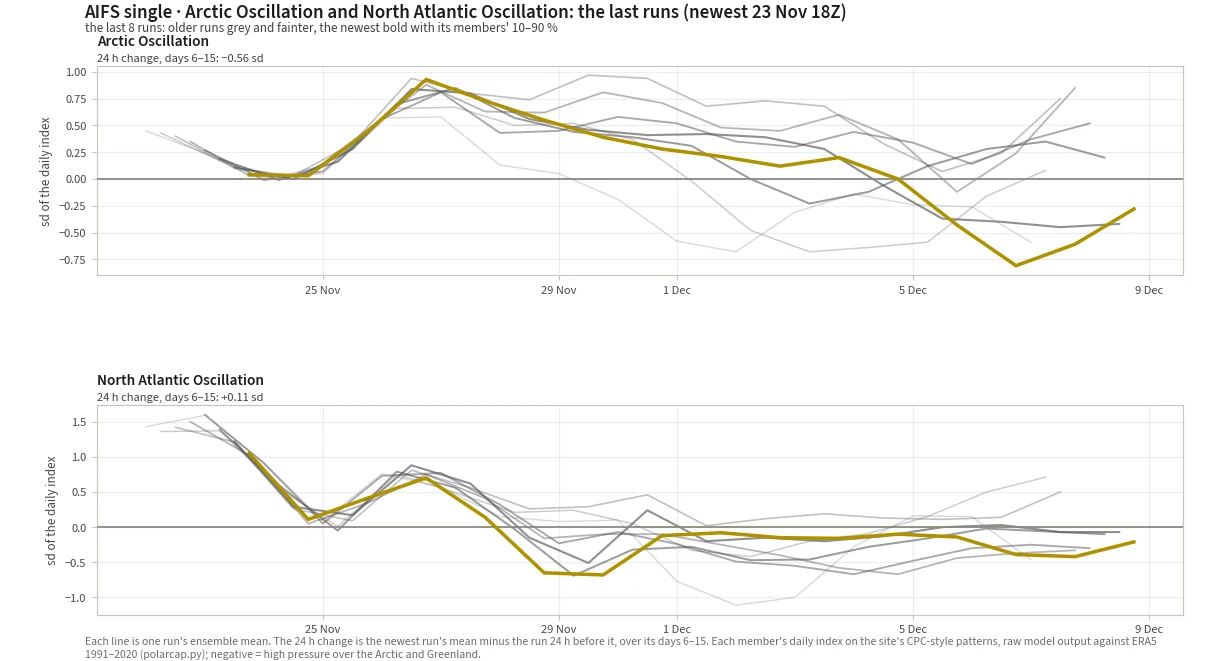 AIFS single · Arctic Oscillation and North Atlantic Oscillation: the last runs (newest 23 Nov 18Z)
the last 8 runs: older runs grey and fainter, the newest bold with its members' 10–90 %
Arctic Oscillation
24 h change, days 6–15: −0.56 sd
1.00
0.75
0.50
0.25
0.00
−0.25
−0.50
−0.75
sd of the daily index
25 Nov
29 Nov
1 Dec
5 Dec
9 Dec
North Atlantic Oscillation
24 h change, days 6–15: +0.11 sd
1.5
1.0
0.5
0.0
−0.5
−1.0
sd of the daily index
25 Nov
29 Nov
1 Dec
5 Dec
9 Dec
Each line is one run's ensemble mean. The 24 h change is the newest run's mean minus the run 24 h before it, over its days 6–15. Each member's daily index on the site's CPC-style patterns, raw model output against ERA5
1991–2020 (polarcap.py); negative = high pressure over the Arctic and Greenland.